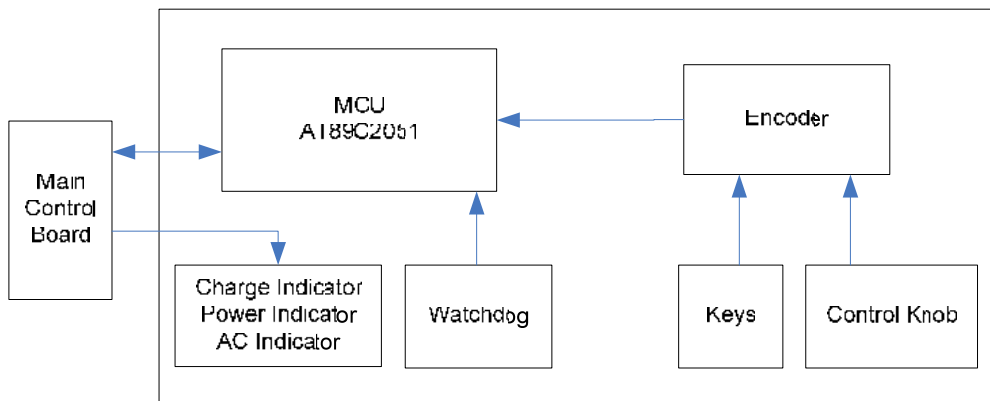 MCU
AT89C2051
Encoder
Main
Control
Board
Charge Indicator
Power Indicator
AC Indicator
Watchdog
Keys
Control Knob